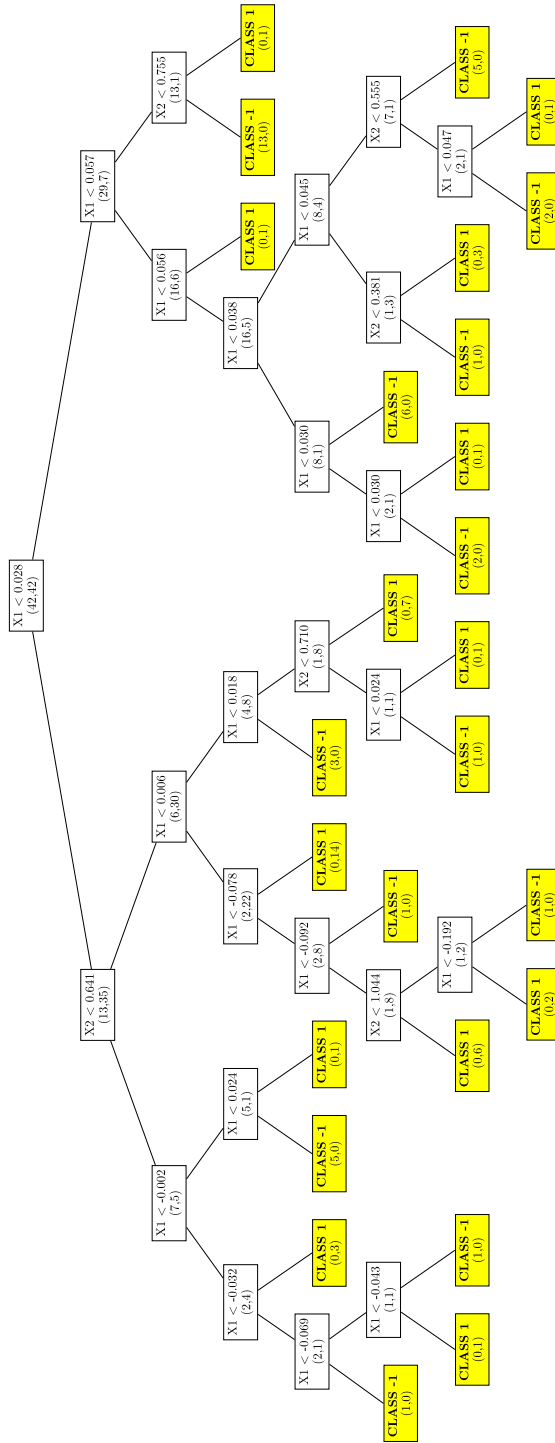 X1 < 0.028
(42,42)
X2 < 0.641
(13,35)
X1 < 0.057
(29,7)
X1 < -0.002
(7,5)
X1 < 0.006
(6,30)
X1 < 0.056
(16,6)
X2 < 0.755
(13,1)
X1 < -0.032
(2,4)
X1 < 0.024
(5,1)
X1 < -0.078
(2,22)
X1 < 0.018
(4,8)
X1 < 0.038
(16,5)
CLASS 1
(0,1)
CLASS -1
(13,0)
CLASS 1
(0,1)
X1 < -0.069
(2,1)
CLASS 1
(0,3)
CLASS -1
(5,0)
CLASS 1
(0,1)
X1 < -0.092
(2,8)
CLASS 1
(0,14)
CLASS -1
(3,0)
X2 < 0.710
(1,8)
X1 < 0.030
(8,1)
X1 < 0.045
(8,4)
CLASS -1
(1,0)
X1 < -0.043
(1,1)
X2 < 1.044
(1,8)
CLASS -1
(1,0)
X1 < 0.024
(1,1)
CLASS 1
(0,7)
X1 < 0.030
(2,1)
CLASS -1
(6,0)
X2 < 0.381
(1,3)
X2 < 0.555
(7,1)
CLASS 1
(0,1)
CLASS -1
(1,0)
CLASS 1
(0,6)
X1 < -0.192
(1,2)
CLASS -1
(1,0)
CLASS 1
(0,1)
CLASS -1
(2,0)
CLASS 1
(0,1)
CLASS -1
(1,0)
CLASS 1
(0,3)
X1 < 0.047
(2,1)
CLASS -1
(5,0)
CLASS 1
(0,2)
CLASS -1
(1,0)
CLASS -1
(2,0)
CLASS 1
(0,1)